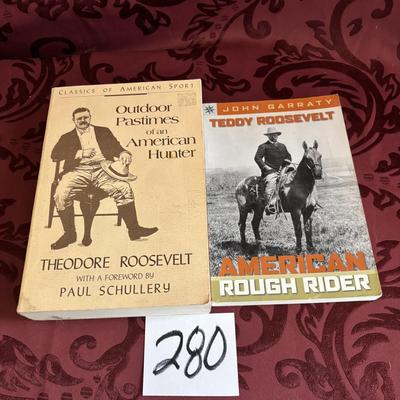 CLASSICS OF AMERICAN SPORT
Outdoor
Pastimes
of an
American
Hunter
THEODORE ROOSEVELT
WITH A FOREWORD BY
PAUL SCHULLERY
JOHN GARRATY
TEDDY ROOSEVELT
AMERICAN
ROUGH RIDER
280